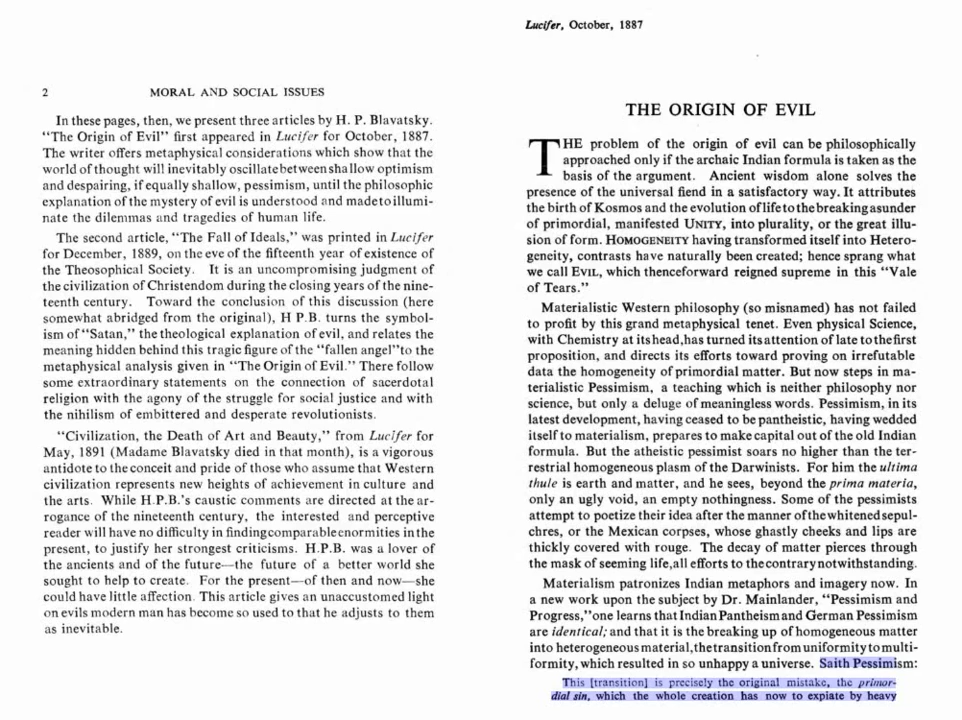 2 MORAL AND SOCIAL ISSUES
In these pages, then, we present three articles by H. P. Blavatsky.
"The Origin of Evil" first appeared in Lucifer for October, 1887.
The writer offers metaphysical considerations which show that the
world of thought will inevitably oscillate between shallow optimism
and despairing, if equally shallow, pessimism, until the philosophic
explanation of the mystery of evil is understood and made to illumi-
nate the dilemmas and tragedies of human life.
The second article, "The Fall of Ideals," was printed in Lucifer
for December, 1889, on the eve of the fifteenth year of existence of
the Theosophical Society. It is an uncompromising judgment of
the civilization of Christendom during the closing years of the nine-
teenth century. Toward the conclusion of this discussion (here
somewhat abridged from the original), H P.B. turns the symbol-
ism of "Satan," the theological explanation of evil, and relates the
meaning hidden behind this tragic figure of the "fallen angel" to the
metaphysical analysis given in "The Origin of Evil." There follow
some extraordinary statements on the connection of sacerdotal
religion with the agony of the struggle for social justice and with
the nihilism of embittered and desperate revolutionists.
"Civilization, the Death of Art and Beauty," from Lucifer for
May, 1891 (Madame Blavatsky died in that month), is a vigorous
antidote to the conceit and pride of those who assume that Western
civilization represents new heights of achievement in culture and
the arts. While H.P.B.'s caustic comments are directed at the ar-
rogance of the nineteenth century, the interested and perceptive
reader will have no difficulty in finding comparable enormities in the
present, to justify her strongest criticisms. H.P.B. was a lover of
the ancients and of the future—the future of a better world she
sought to help to create. For the present—of then and now—she
could have little affection. This article gives an unaccustomed light
on evils modern man has become so used to that he adjusts to them
as inevitable.
Lucifer, October, 1887
THE ORIGIN OF EVIL
THE problem of the origin of evil can be philosophically
approached only if the archaic Indian formula is taken as the
basis of the argument. Ancient wisdom alone solves the
presence of the universal fiend in a satisfactory way. It attributes
the birth of Kosmos and the evolution of life to the breaking asunder
of primordial, manifested UNITY, into plurality, or the great illu-
sion of form. HOMOGENEITY having transformed itself into Hetero-
geneity, contrasts have naturally been created; hence sprang what
we call EVIL, which thenceforward reigned supreme in this "Vale
of Tears."
Materialistic Western philosophy (so misnamed) has not failed
to profit by this grand metaphysical tenet. Even physical Science,
with Chemistry at its head, has turned its attention of late to the first
proposition, and directs its efforts toward proving on irrefutable
data the homogeneity of primordial matter. But now steps in ma-
terialistic Pessimism, a teaching which is neither philosophy nor
science, but only a deluge of meaningless words. Pessimism, in its
latest development, having ceased to be pantheistic, having wedded
itself to materialism, prepares to make capital out of the old Indian
formula. But the atheistic pessimist soars no higher than the ter-
restrial homogeneous plasm of the Darwinists. For him the ultima
thule is earth and matter, and he sees, beyond the prima materia,
only an ugly void, an empty nothingness. Some of the pessimists
attempt to poetize their idea after the manner of the whitened sepul-
chres, or the Mexican corpses, whose ghastly cheeks and lips are
thickly covered with rouge. The decay of matter pierces through
the mask of seeming life, all efforts to the contrary notwithstanding.
Materialism patronizes Indian metaphors and imagery now. In
a new work upon the subject by Dr. Mainlander, "Pessimism and
Progress," one learns that Indian Pantheism and German Pessimism
are identical; and that it is the breaking up of homogeneous matter
into heterogeneous material, the transition from uniformity to multi-
formity, which resulted in so unhappy a universe. Saith Pessimism:
This [transition] is precisely the original mistake, the primor-
dial sin, which the whole creation has now to expiate by heavy